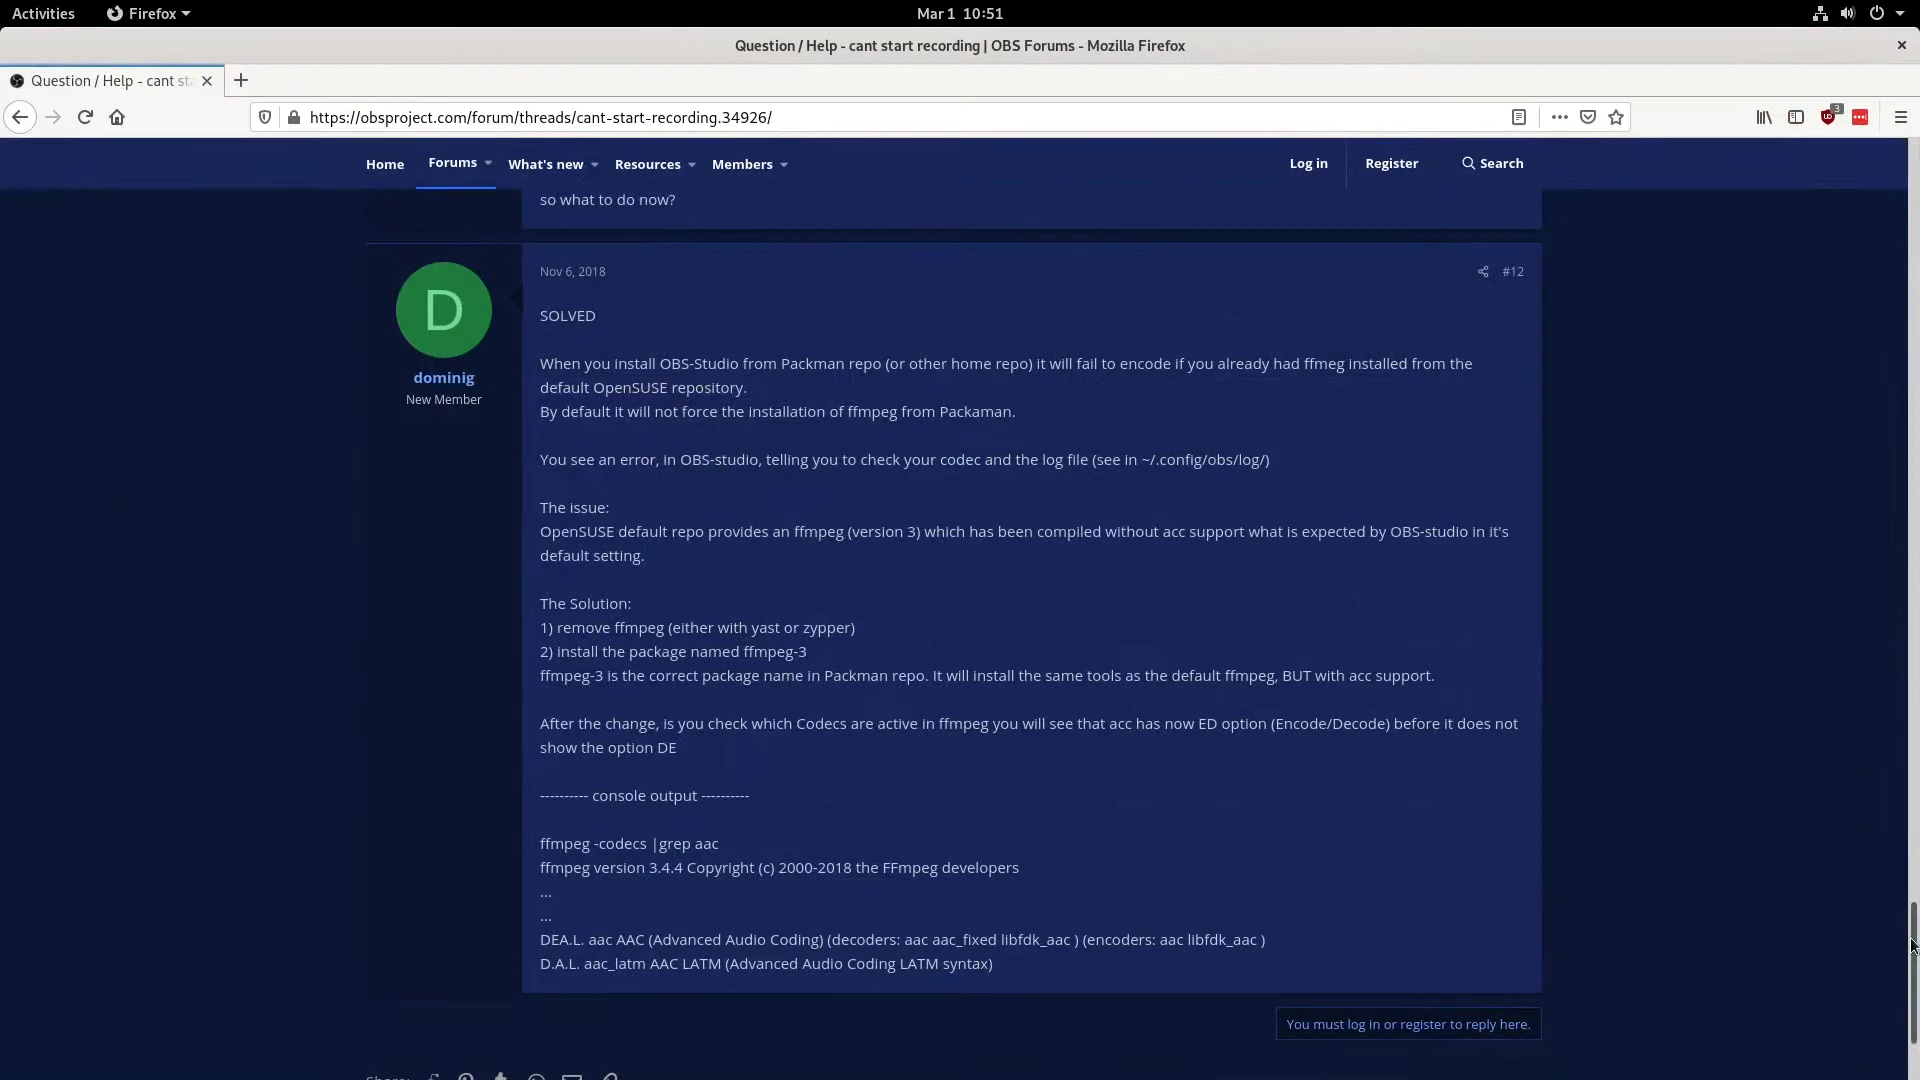 Activities Firefox Mar 1 10:51
Question / Help - cant start recording | OBS Forums - Mozilla Firefox
Question / Help - cant sta
https://obsproject.com/forum/threads/cant-start-recording.34926/
3
Home Forums What's new Resources Members Log in Register Search
so what to do now?
Nov 6, 2018 #12
D
dominig
New Member
SOLVED
When you install OBS-Studio from Packman repo (or other home repo) it will fail to encode if you already had ffmeg installed from the
default OpenSUSE repository.
By default it will not force the installation of ffmpeg from Packaman.
You see an error, in OBS-studio, telling you to check your codec and the log file (see in ~/.config/obs/log/)
The issue:
OpenSUSE default repo provides an ffmpeg (version 3) which has been compiled without acc support what is expected by OBS-studio in it's
default setting.
The Solution:
1) remove ffmpeg (either with yast or zypper)
2) install the package named ffmpeg-3
ffmpeg-3 is the correct package name in Packman repo. It will install the same tools as the default ffmpeg, BUT with acc support.
After the change, is you check which Codecs are active in ffmpeg you will see that acc has now ED option (Encode/Decode) before it does not
show the option DE
---------- console output ----------
ffmpeg -codecs |grep aac
ffmpeg version 3.4.4 Copyright (c) 2000-2018 the FFmpeg developers
...
...
DEA.L. aac AAC (Advanced Audio Coding) (decoders: aac aac_fixed libfdk_aac ) (encoders: aac libfdk_aac )
D.A.L. aac_latm AAC LATM (Advanced Audio Coding LATM syntax)
You must log in or register to reply here.
Share: